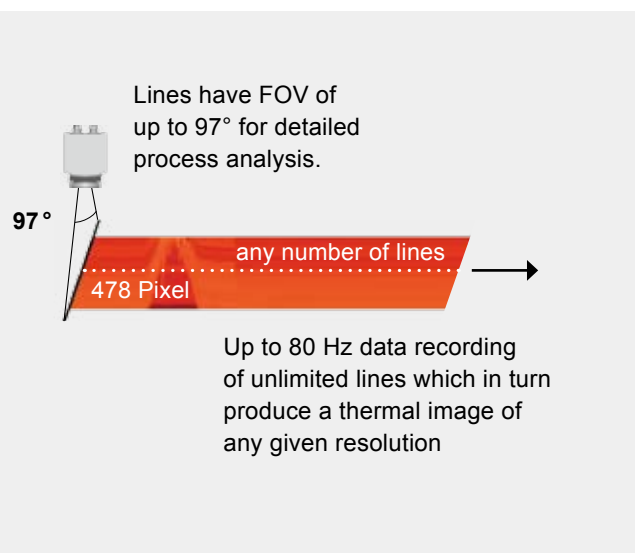 Lines have FOV of
up to 97° for detailed
process analysis.
97°
any number of lines
478 Pixel
Up to 80 Hz data recording
of unlimited lines which in turn
produce a thermal image of
any given resolution